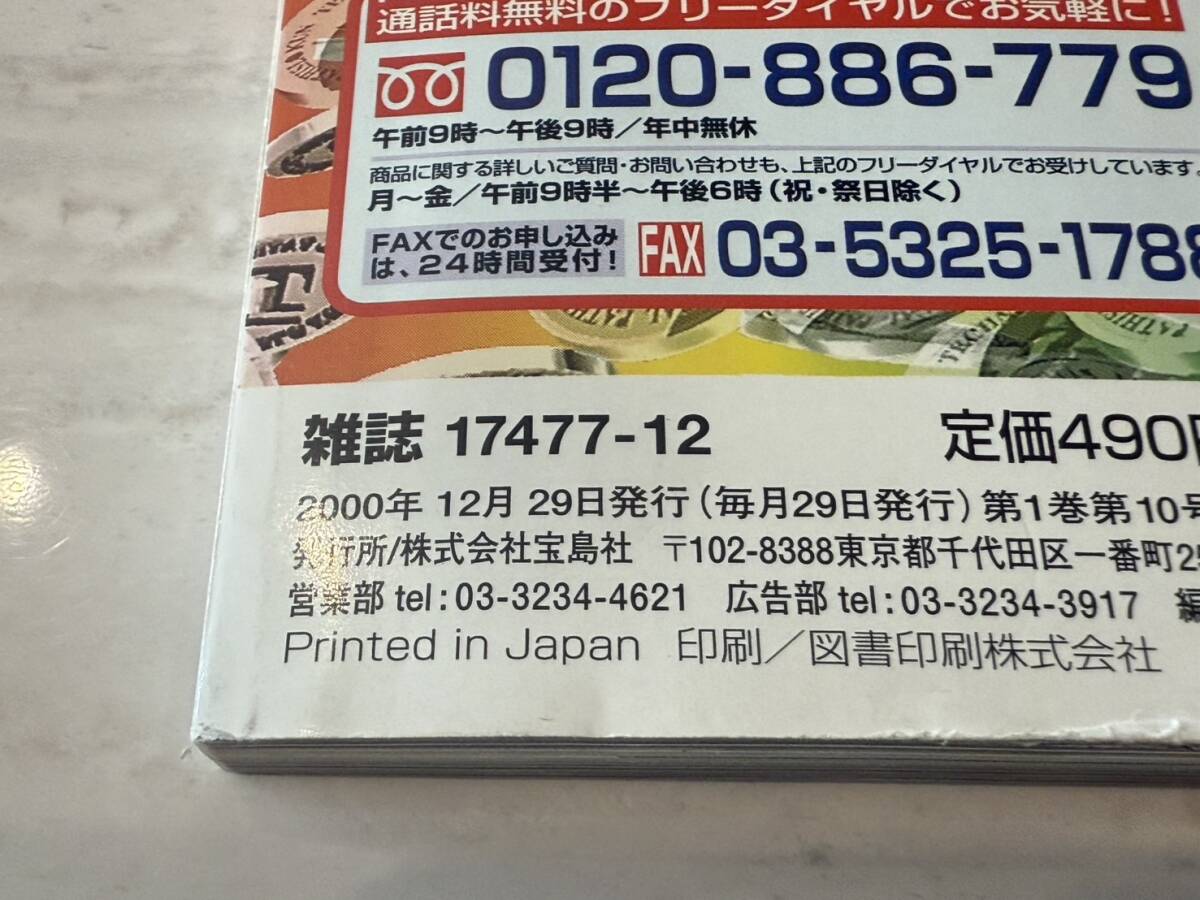 通話料無料のフリーダイヤルでお気軽に!
0120-886-779
午前9時〜午後9時/年中無休
商品に関する詳しいご質問・お問い合わせも、上記のフリーダイヤルでお受けしています。
月〜金/午前9時半〜午後6時(祝・祭日除く)
FAXでのお申し込み
は、24時間受付! FAX 03-5325-1788
雑誌 17477-12 定価490円
2000年 12月 29日発行(毎月29日発行)第1巻第10号
発行所/株式会社宝島社 〒102-8388東京都千代田区一番町25
営業部 tel:03-3234-4621 広告部 tel:03-3234-3917 編
Printed in Japan 印刷/図書印刷株式会社